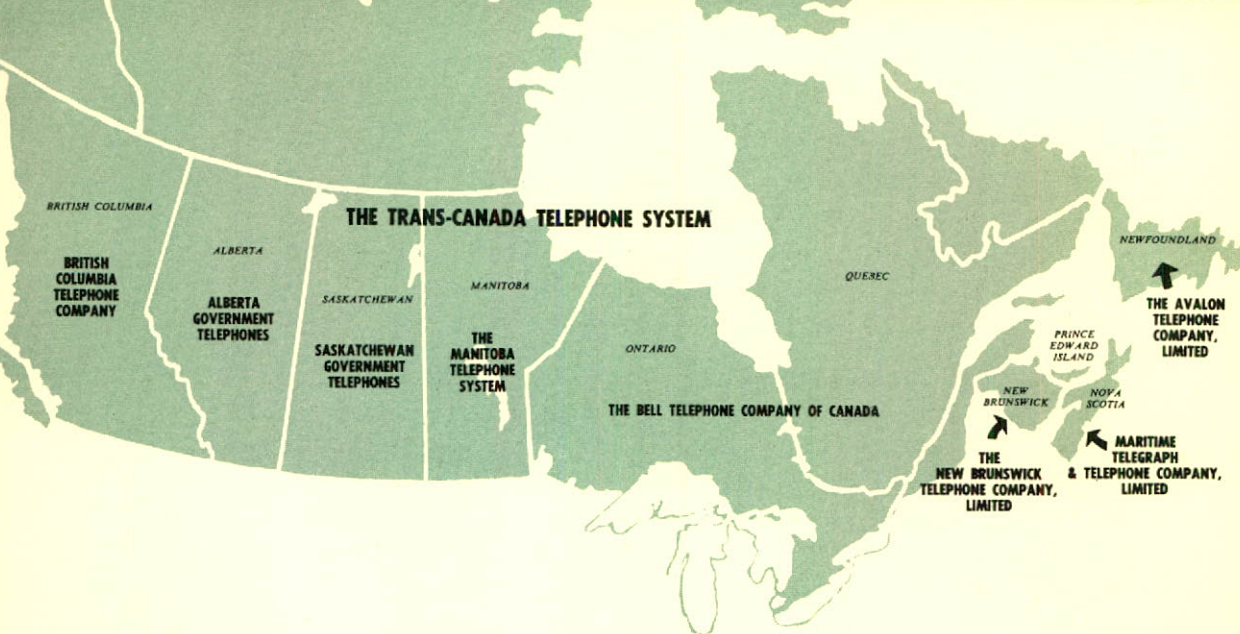 THE TRANS-CANADA TELEPHONE SYSTEM
BRITISH COLUMBIA
BRITISH
COLUMBIA
TELEPHONE
COMPANY
ALBERTA
ALBERTA
GOVERNMENT
TELEPHONES
SASKATCHEWAN
SASKATCHEWAN
GOVERNMENT
TELEPHONES
MANITOBA
THE
MANITOBA
TELEPHONE
SYSTEM
ONTARIO
QUEBEC
THE BELL TELEPHONE COMPANY OF CANADA
NEWFOUNDLAND
THE AVALON
TELEPHONE
COMPANY,
LIMITED
PRINCE
EDWARD
ISLAND
NEW
BRUNSWICK
THE
NEW BRUNSWICK
TELEPHONE COMPANY,
LIMITED
NOVA
SCOTIA
MARITIME
TELEGRAPH
& TELEPHONE COMPANY,
LIMITED